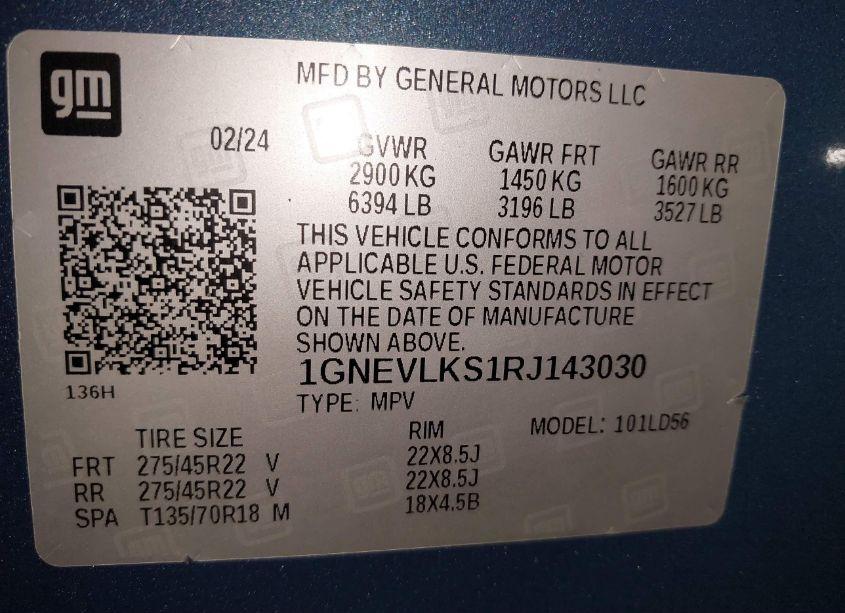 gm
MFD BY GENERAL MOTORS LLC
02/24
GVWR GAWR FRT GAWR RR
2900 KG 1450 KG 1600 KG
6394 LB 3196 LB 3527 LB
THIS VEHICLE CONFORMS TO ALL
APPLICABLE U.S. FEDERAL MOTOR
VEHICLE SAFETY STANDARDS IN EFFECT
ON THE DATE OF MANUFACTURE
SHOWN ABOVE.
1GNEVLKS1RJ143030
136H
TYPE: MPV
TIRE SIZE RIM MODEL: 101LD56
FRT 275/45R22 V 22X8.5J
RR 275/45R22 V 22X8.5J
SPA T135/70R18 M 18X4.5B